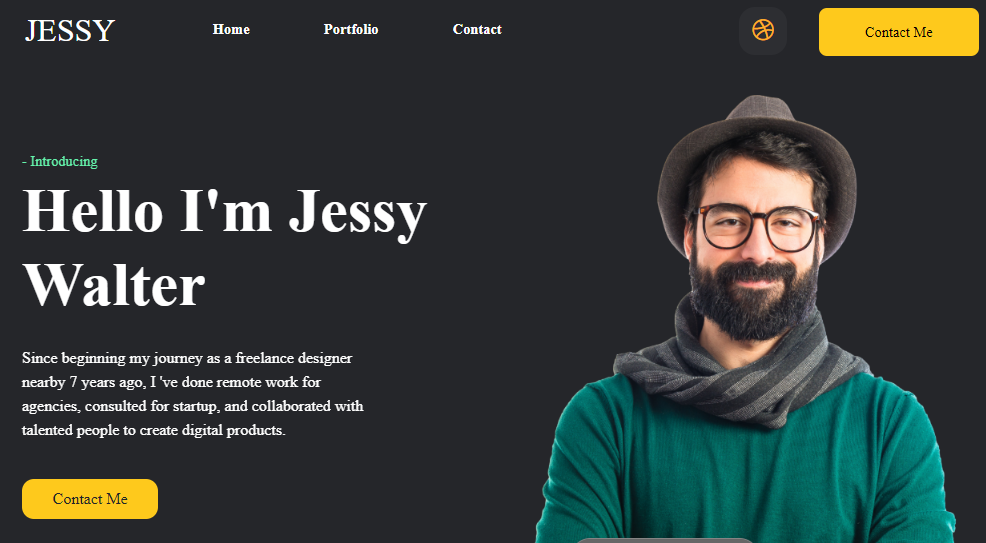 JESSY
Home
Portfolio
Contact
Contact Me
- Introducing
Hello I'm Jessy
Walter
Since beginning my journey as a freelance designer
nearby 7 years ago, I 've done remote work for
agencies, consulted for startup, and collaborated with
talented people to create digital products.
Contact Me